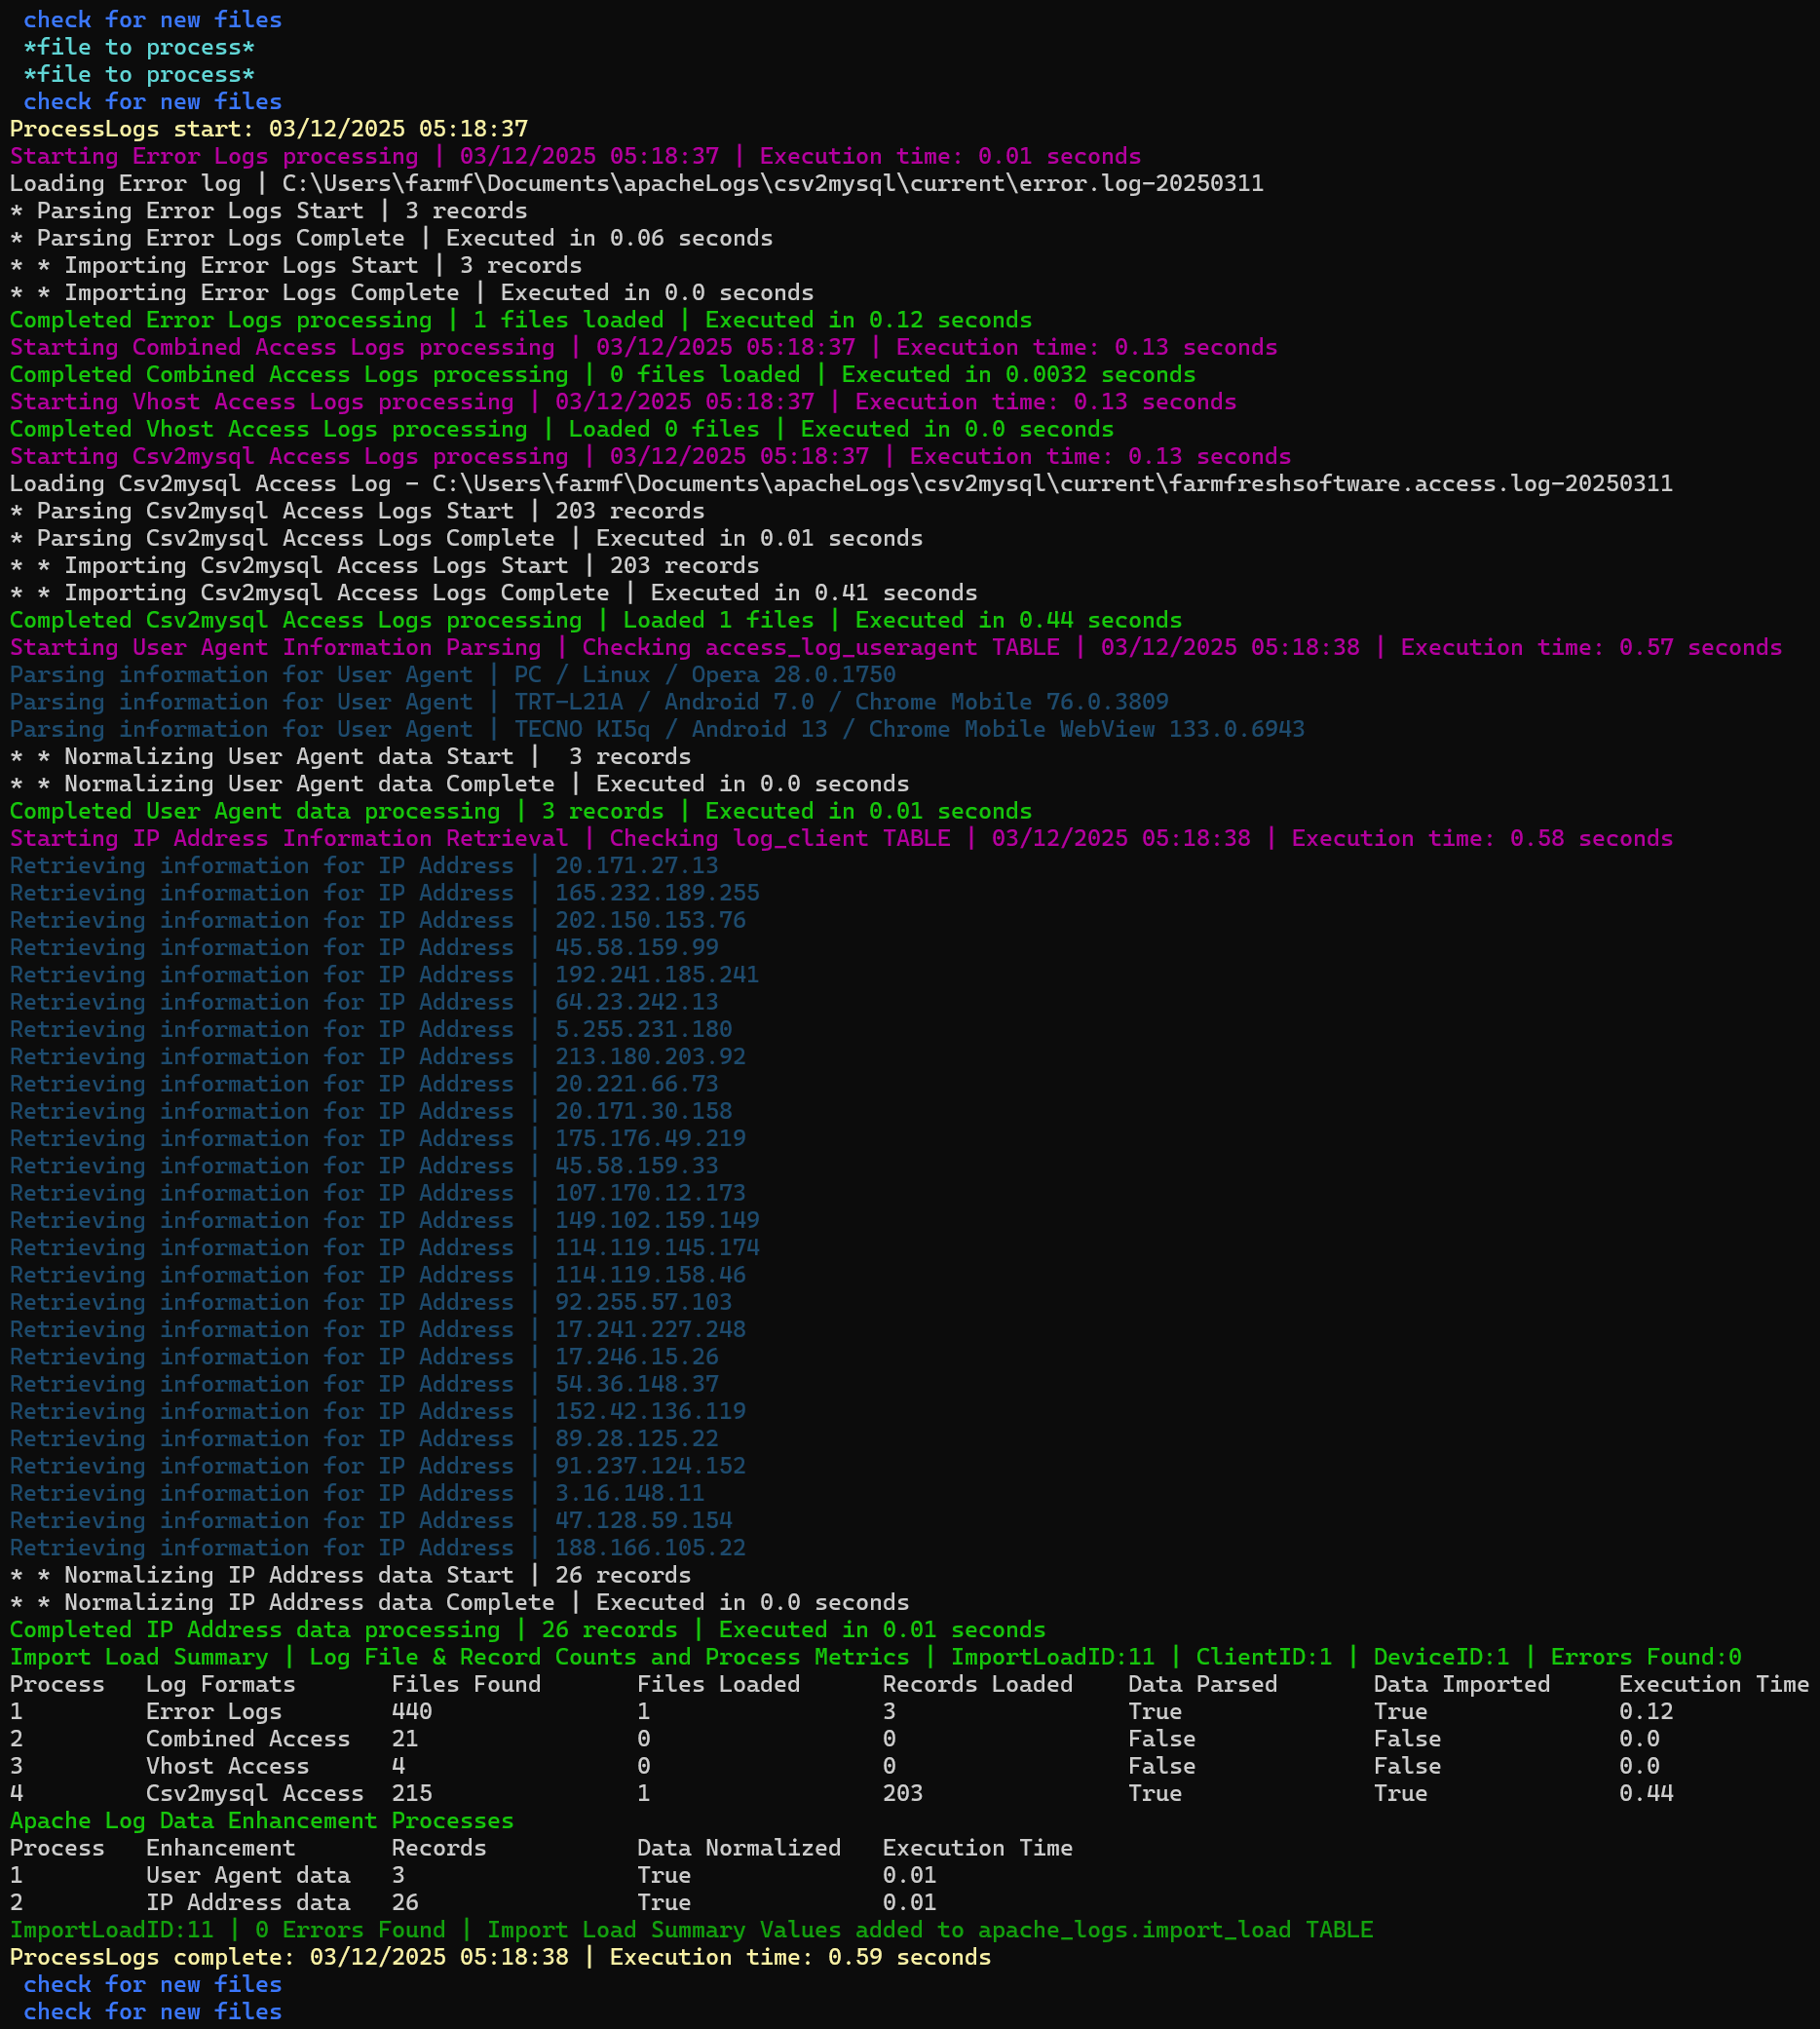 check for new files
*file to process*
*file to process*
check for new files
ProcessLogs start: 03/12/2025 05:18:37
Starting Error Logs processing | 03/12/2025 05:18:37 | Execution time: 0.01 seconds
Loading Error log | C:\Users\farmf\Documents\apacheLogs\csv2mysql\current\error.log-20250311
* Parsing Error Logs Start | 3 records
* Parsing Error Logs Complete | Executed in 0.06 seconds
* * Importing Error Logs Start | 3 records
* * Importing Error Logs Complete | Executed in 0.0 seconds
Completed Error Logs processing | 1 files loaded | Executed in 0.12 seconds
Starting Combined Access Logs processing | 03/12/2025 05:18:37 | Execution time: 0.13 seconds
Completed Combined Access Logs processing | 0 files loaded | Executed in 0.0032 seconds
Starting Vhost Access Logs processing | 03/12/2025 05:18:37 | Execution time: 0.13 seconds
Completed Vhost Access Logs processing | Loaded 0 files | Executed in 0.0 seconds
Starting Csv2mysql Access Logs processing | 03/12/2025 05:18:37 | Execution time: 0.13 seconds
Loading Csv2mysql Access Log - C:\Users\farmf\Documents\apacheLogs\csv2mysql\current\farmfreshsoftware.access.log-20250311
* Parsing Csv2mysql Access Logs Start | 203 records
* Parsing Csv2mysql Access Logs Complete | Executed in 0.01 seconds
* * Importing Csv2mysql Access Logs Start | 203 records
* * Importing Csv2mysql Access Logs Complete | Executed in 0.41 seconds
Completed Csv2mysql Access Logs processing | Loaded 1 files | Executed in 0.44 seconds
Starting User Agent Information Parsing | Checking access_log_useragent TABLE | 03/12/2025 05:18:38 | Execution time: 0.57 seconds
Parsing information for User Agent | PC / Linux / Opera 28.0.1750
Parsing information for User Agent | TRT-L21A / Android 7.0 / Chrome Mobile 76.0.3809
Parsing information for User Agent | TECNO KI5q / Android 13 / Chrome Mobile WebView 133.0.6943
* * Normalizing User Agent data Start |  3 records
* * Normalizing User Agent data Complete | Executed in 0.0 seconds
Completed User Agent data processing | 3 records | Executed in 0.01 seconds
Starting IP Address Information Retrieval | Checking log_client TABLE | 03/12/2025 05:18:38 | Execution time: 0.58 seconds
Retrieving information for IP Address | 20.171.27.13
Retrieving information for IP Address | 165.232.189.255
Retrieving information for IP Address | 202.150.153.76
Retrieving information for IP Address | 45.58.159.99
Retrieving information for IP Address | 192.241.185.241
Retrieving information for IP Address | 64.23.242.13
Retrieving information for IP Address | 5.255.231.180
Retrieving information for IP Address | 213.180.203.92
Retrieving information for IP Address | 20.221.66.73
Retrieving information for IP Address | 20.171.30.158
Retrieving information for IP Address | 175.176.49.219
Retrieving information for IP Address | 45.58.159.33
Retrieving information for IP Address | 107.170.12.173
Retrieving information for IP Address | 149.102.159.149
Retrieving information for IP Address | 114.119.145.174
Retrieving information for IP Address | 114.119.158.46
Retrieving information for IP Address | 92.255.57.103
Retrieving information for IP Address | 17.241.227.248
Retrieving information for IP Address | 17.246.15.26
Retrieving information for IP Address | 54.36.148.37
Retrieving information for IP Address | 152.42.136.119
Retrieving information for IP Address | 89.28.125.22
Retrieving information for IP Address | 91.237.124.152
Retrieving information for IP Address | 3.16.148.11
Retrieving information for IP Address | 47.128.59.154
Retrieving information for IP Address | 188.166.105.22
* * Normalizing IP Address data Start | 26 records
* * Normalizing IP Address data Complete | Executed in 0.0 seconds
Completed IP Address data processing | 26 records | Executed in 0.01 seconds
Import Load Summary | Log File & Record Counts and Process Metrics | ImportLoadID:11 | ClientID:1 | DeviceID:1 | Errors Found:0
Process   Log Formats       Files Found       Files Loaded      Records Loaded    Data Parsed       Data Imported     Execution Time
1         Error Logs        440               1                 3                 True              True              0.12
2         Combined Access   21                0                 0                 False             False             0.0
3         Vhost Access      4                 0                 0                 False             False             0.0
4         Csv2mysql Access  215               1                 203               True              True              0.44
Apache Log Data Enhancement Processes
Process   Enhancement       Records           Data Normalized   Execution Time
1         User Agent data   3                 True              0.01
2         IP Address data   26                True              0.01
ImportLoadID:11 | 0 Errors Found | Import Load Summary Values added to apache_logs.import_load TABLE
ProcessLogs complete: 03/12/2025 05:18:38 | Execution time: 0.59 seconds
check for new files
check for new files